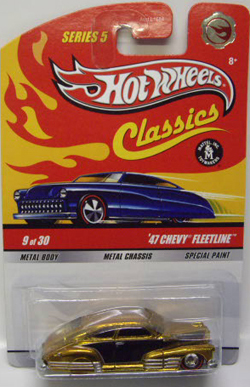 SERIES 5
8+
Hot Wheels
Classics
9 of 30
'47 CHEVY FLEETLINE®
METAL BODY
METAL CHASSIS
SPECIAL PAINT